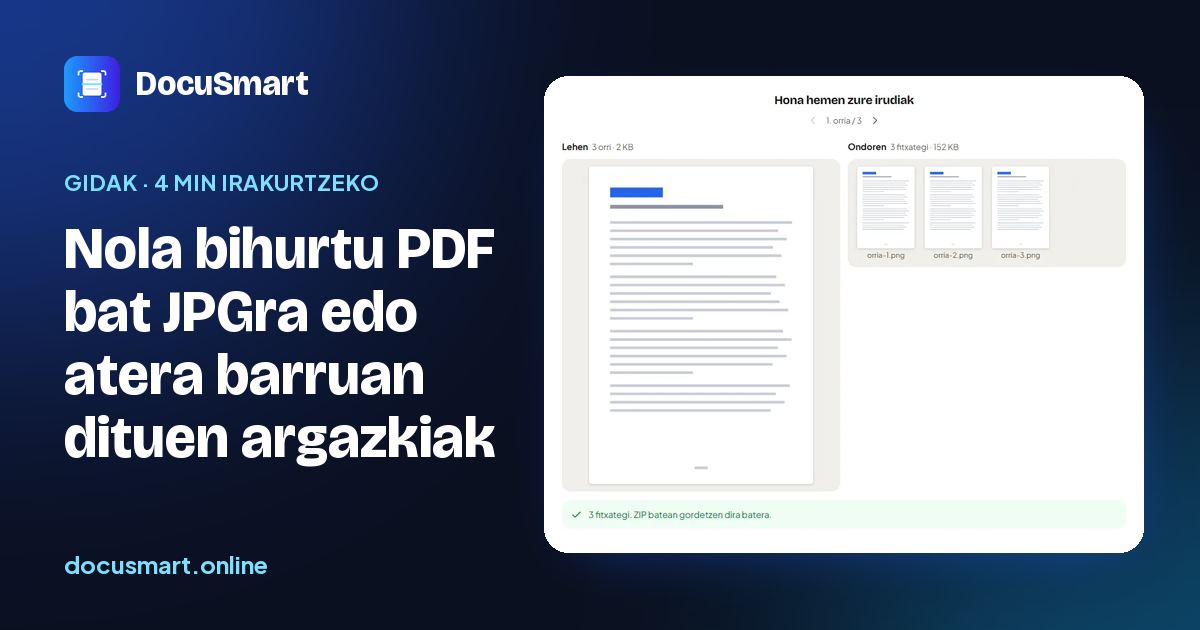 DocuSmart
GIDAK · 4 MIN IRAKURTZEKO
Nola bihurtu PDF
bat JPGra edo
atera barruan
dituen argazkiak
docusmart.online
Hona hemen zure irudiak
1. orria / 3
Lehen 3 orri · 2 KB
Ondoren 3 fitxategi · 152 KB
orria-1.png
orria-2.png
orria-3.png
3 fitxategi. ZIP batean gordetzen dira batera.